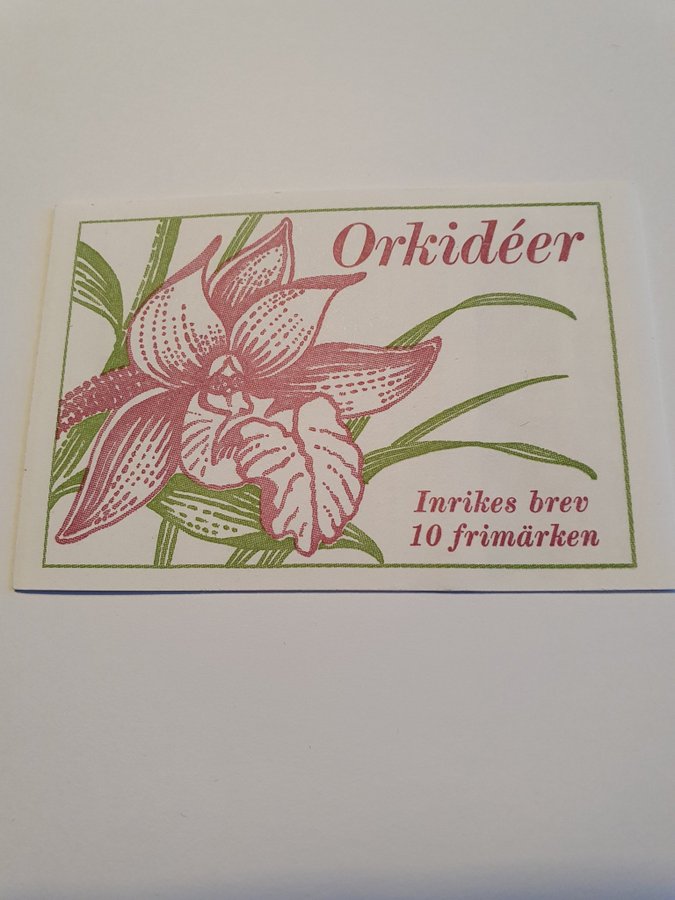 Orkidéer
Inrikes brev
10 frimärken